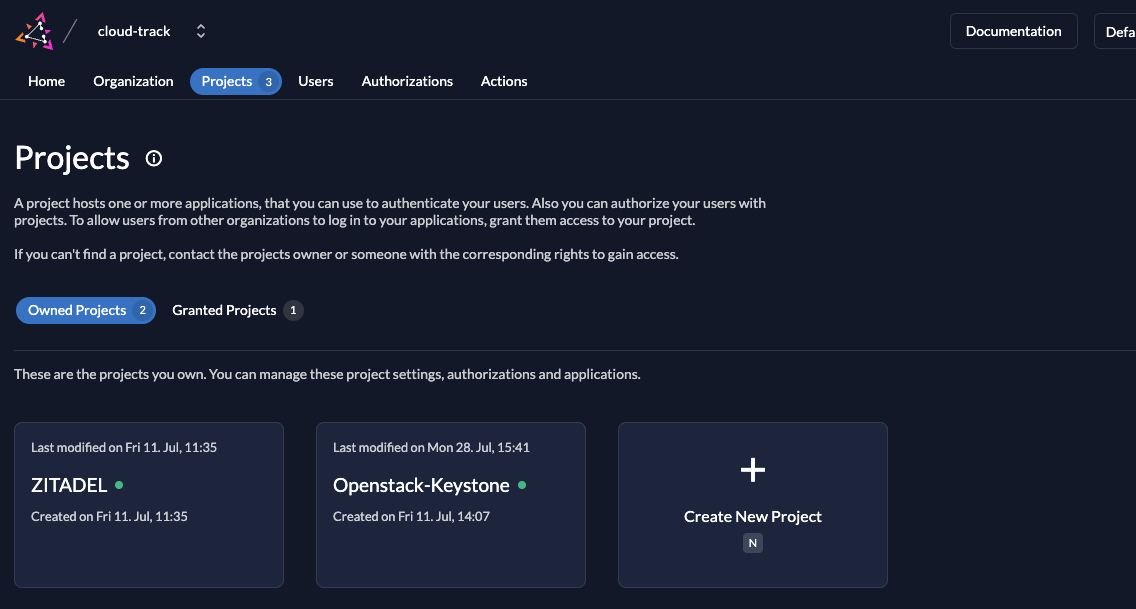 cloud-track
Documentation
Defa
Home Organization Projects 3 Users Authorizations Actions
Projects
A project hosts one or more applications, that you can use to authenticate your users. Also you can authorize your users with
projects. To allow users from other organizations to log in to your applications, grant them access to your project.
If you can't find a project, contact the projects owner or someone with the corresponding rights to gain access.
Owned Projects 2 Granted Projects 1
These are the projects you own. You can manage these project settings, authorizations and applications.
Last modified on Fri 11. Jul, 11:35
ZITADEL
Created on Fri 11. Jul, 11:35
Last modified on Mon 28. Jul, 15:41
Openstack-Keystone
Created on Fri 11. Jul, 14:07
Create New Project
N